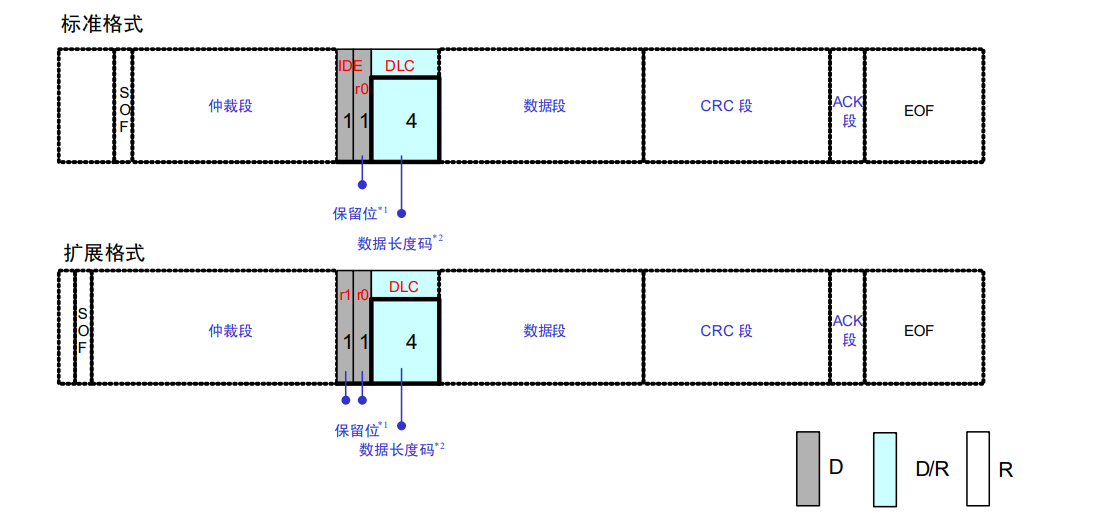 标准格式
SOF
仲裁段
IDE
r0
1
1
DLC
4
数据段
CRC 段
ACK
段
EOF
保留位*1
数据长度码*2
扩展格式
SOF
仲裁段
r1
r0
1
1
DLC
4
数据段
CRC 段
ACK
段
EOF
保留位*1
数据长度码*2
D
D/R
R